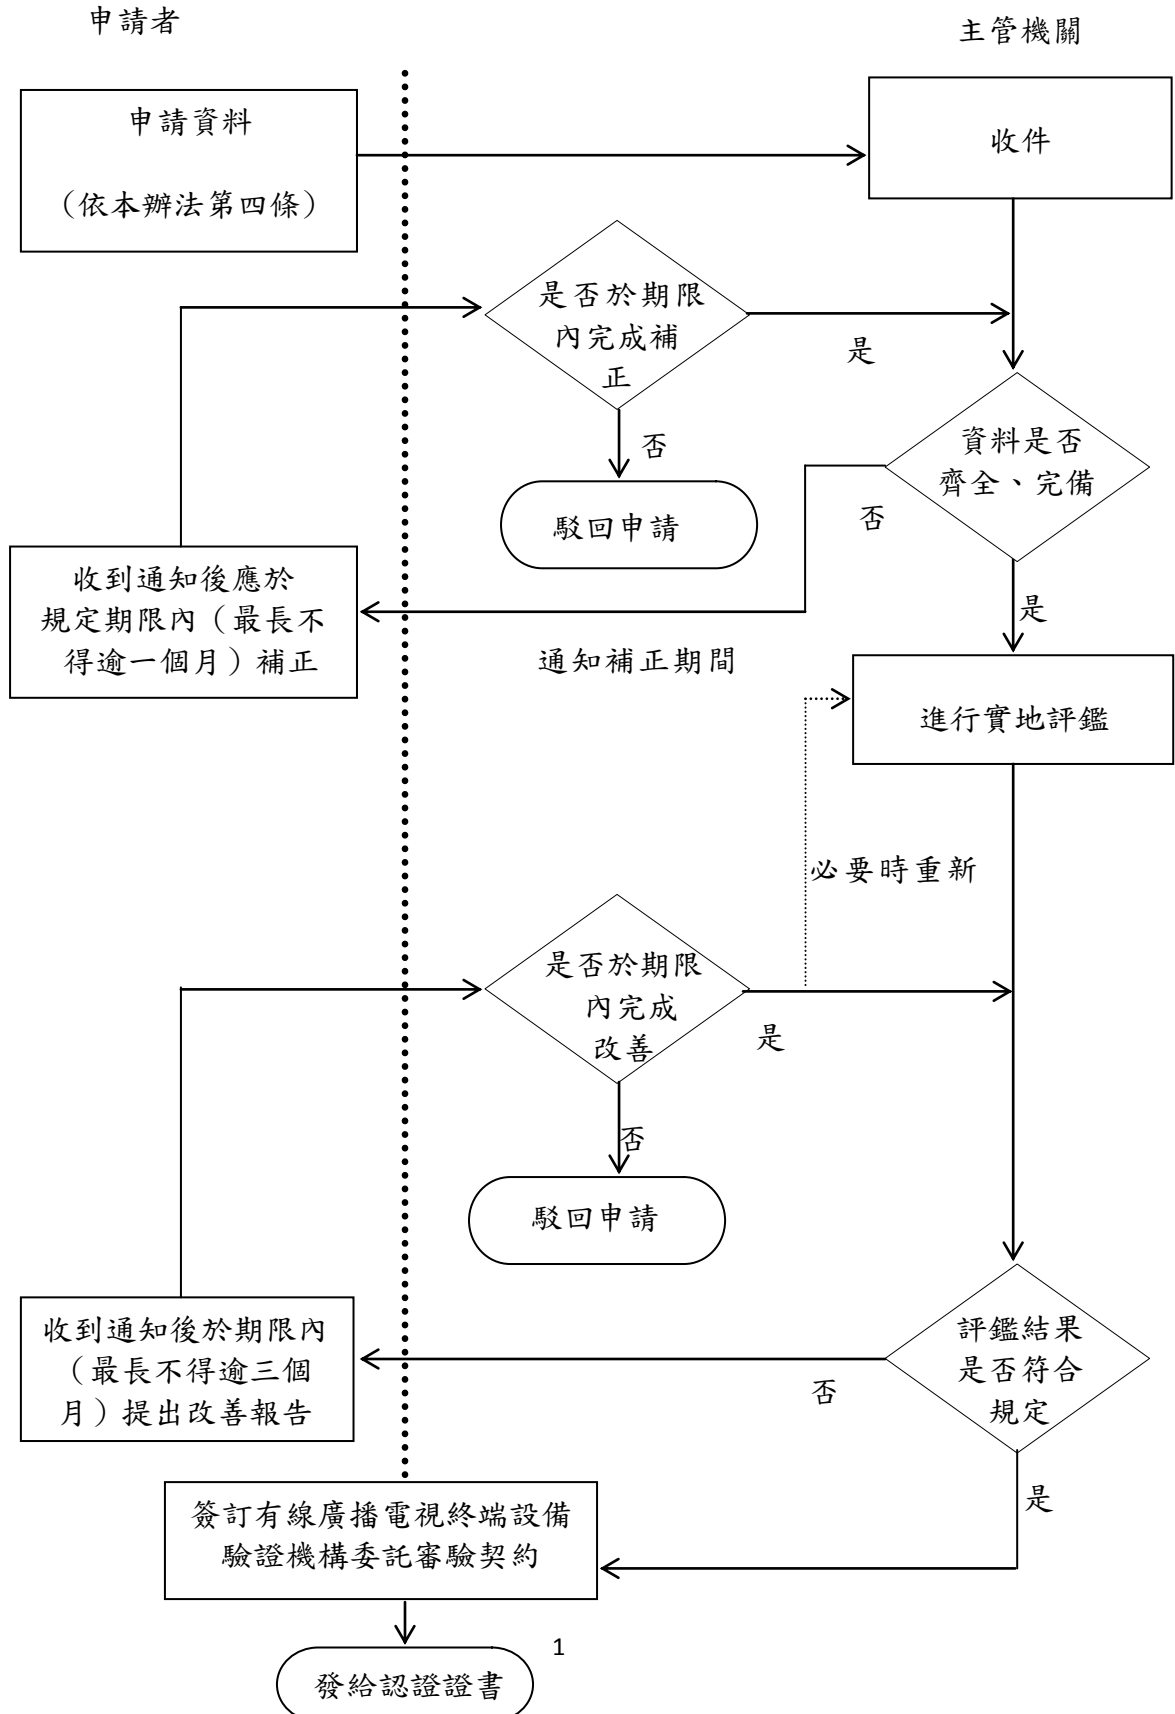 申請者
主管機關
申請資料
（依本辦法第四條）
收件
是否於期限
內完成補
正
是
否
駁回申請
資料是否
齊全、完備
否
是
收到通知後應於
規定期限內（最長不
得逾一個月）補正
通知補正期間
進行實地評鑑
必要時重新
是否於期限
內完成
改善
是
否
駁回申請
收到通知後於期限內
（最長不得逾三個
月）提出改善報告
評鑑結果
是否符合
規定
否
是
簽訂有線廣播電視終端設備
驗證機構委託審驗契約
1
發給認證證書